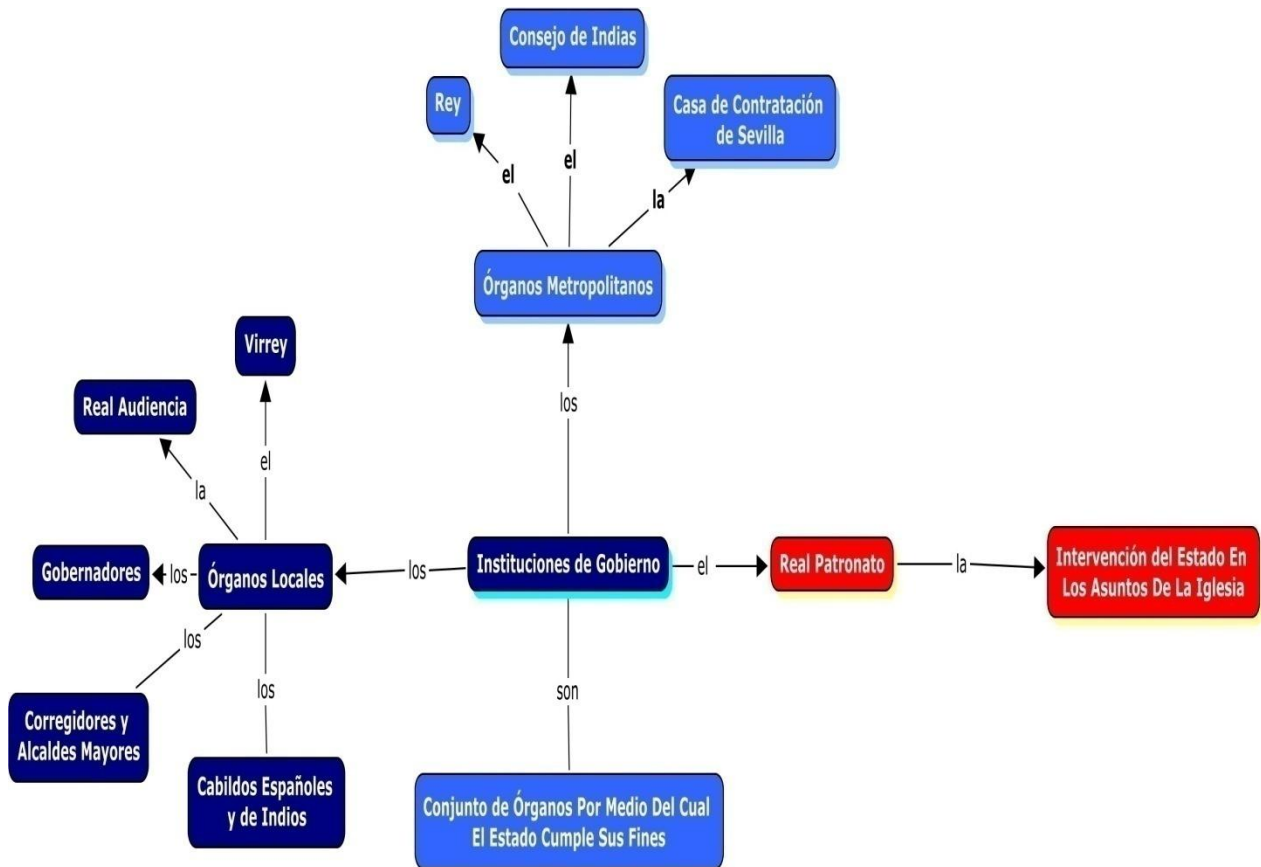 Consejo de Indias
Rey
Casa de Contratación
de Sevilla
el
el
la
Órganos Metropolitanos
los
Virrey
Real Audiencia
el
la
Gobernadores
los
Órganos Locales
los
Instituciones de Gobierno
el
Real Patronato
la
Intervención del Estado En
Los Asuntos De La Iglesia
los
los
son
Corregidores y
Alcaldes Mayores
Cabildos Españoles
y de Indios
Conjunto de Órganos Por Medio Del Cual
El Estado Cumple Sus Fines